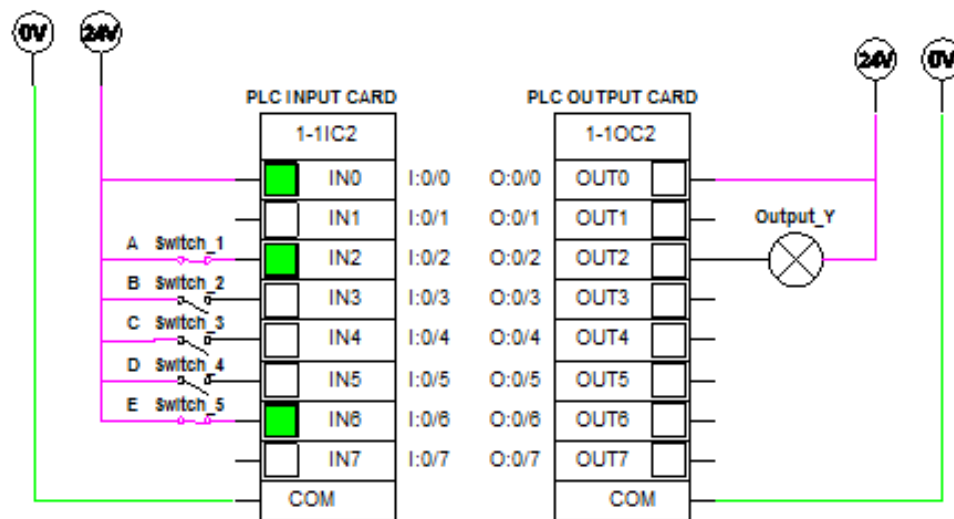 0V 24V
24V 0V
PLC INPUT CARD PLC OUTPUT CARD
1-1IC2 1-1OC2
IN0 I:0/0 O:0/0 OUT0
IN1 I:0/1 O:0/1 OUT1 Output_Y
A Switch_1 IN2 I:0/2 O:0/2 OUT2
B Switch_2 IN3 I:0/3 O:0/3 OUT3
C Switch_3 IN4 I:0/4 O:0/4 OUT4
D Switch_4 IN5 I:0/5 O:0/5 OUT5
E Switch_5 IN6 I:0/6 O:0/6 OUT6
IN7 I:0/7 O:0/7 OUT7
COM COM